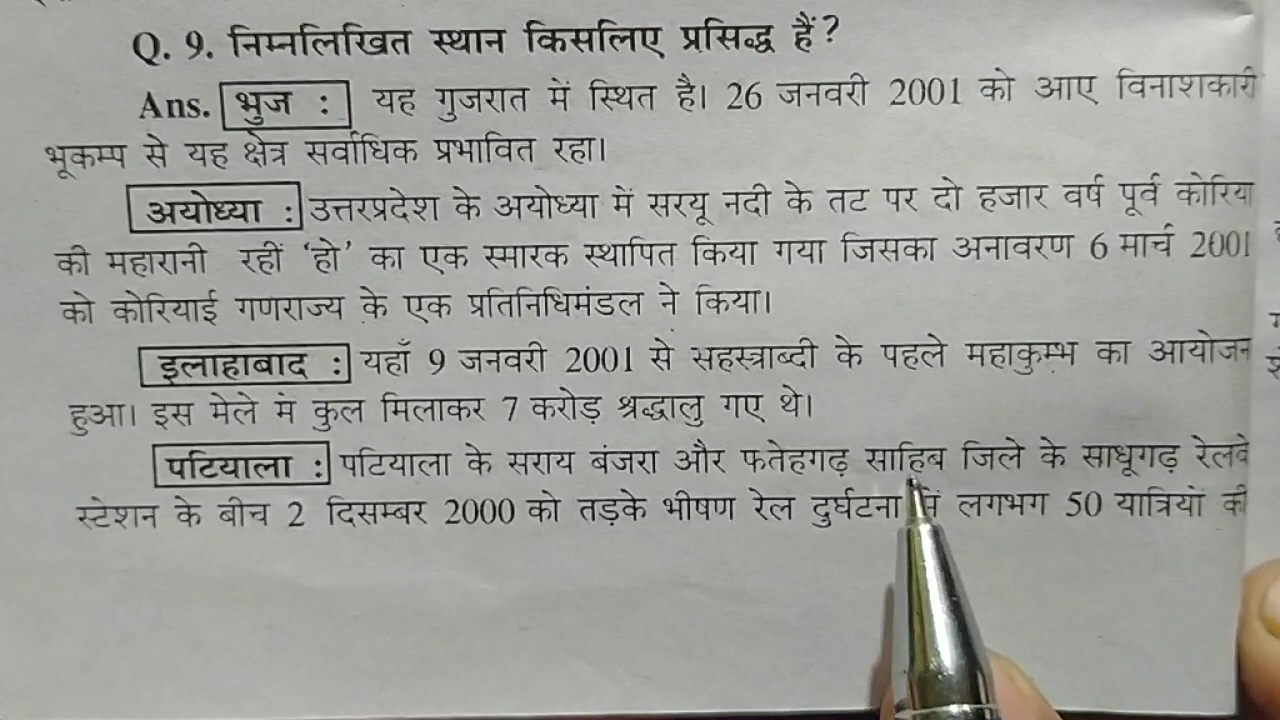 Q. 9. निम्नलिखित स्थान किसलिए प्रसिद्ध हैं?
Ans. भुज : यह गुजरात में स्थित है। 26 जनवरी 2001 को आए विनाशकारी
भूकम्प से यह क्षेत्र सर्वाधिक प्रभावित रहा।
अयोध्या : उत्तरप्रदेश के अयोध्या में सरयू नदी के तट पर दो हजार वर्ष पूर्व कोरिया
की महारानी रहीं 'हो' का एक स्मारक स्थापित किया गया जिसका अनावरण 6 मार्च 2001
को कोरियाई गणराज्य के एक प्रतिनिधिमंडल ने किया।
इलाहाबाद : यहाँ 9 जनवरी 2001 से सहस्त्राब्दी के पहले महाकुम्भ का आयोजन
हुआ। इस मेले में कुल मिलाकर 7 करोड़ श्रद्धालु गए थे।
पटियाला : पटियाला के सराय बंजरा और फतेहगढ़ साहिब जिले के साधूगढ़ रेलवे
स्टेशन के बीच 2 दिसम्बर 2000 को तड़के भीषण रेल दुर्घटना में लगभग 50 यात्रियों की